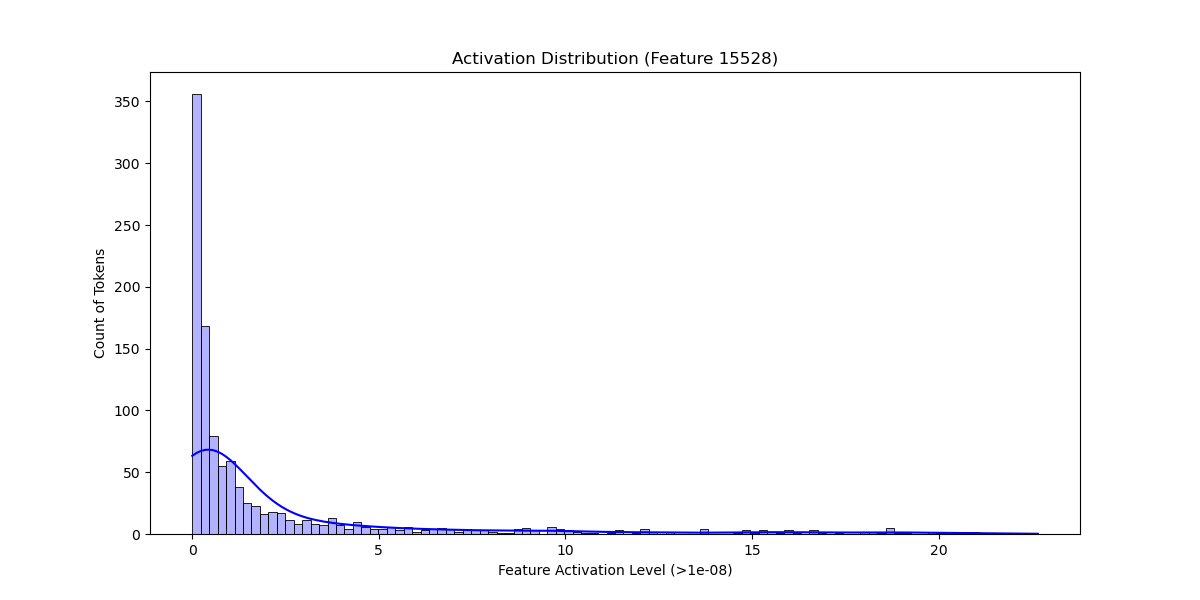 Activation Distribution (Feature 15528)
Count of Tokens
350
300
250
200
150
100
50
0
0 5 10 15 20
Feature Activation Level (>1e-08)